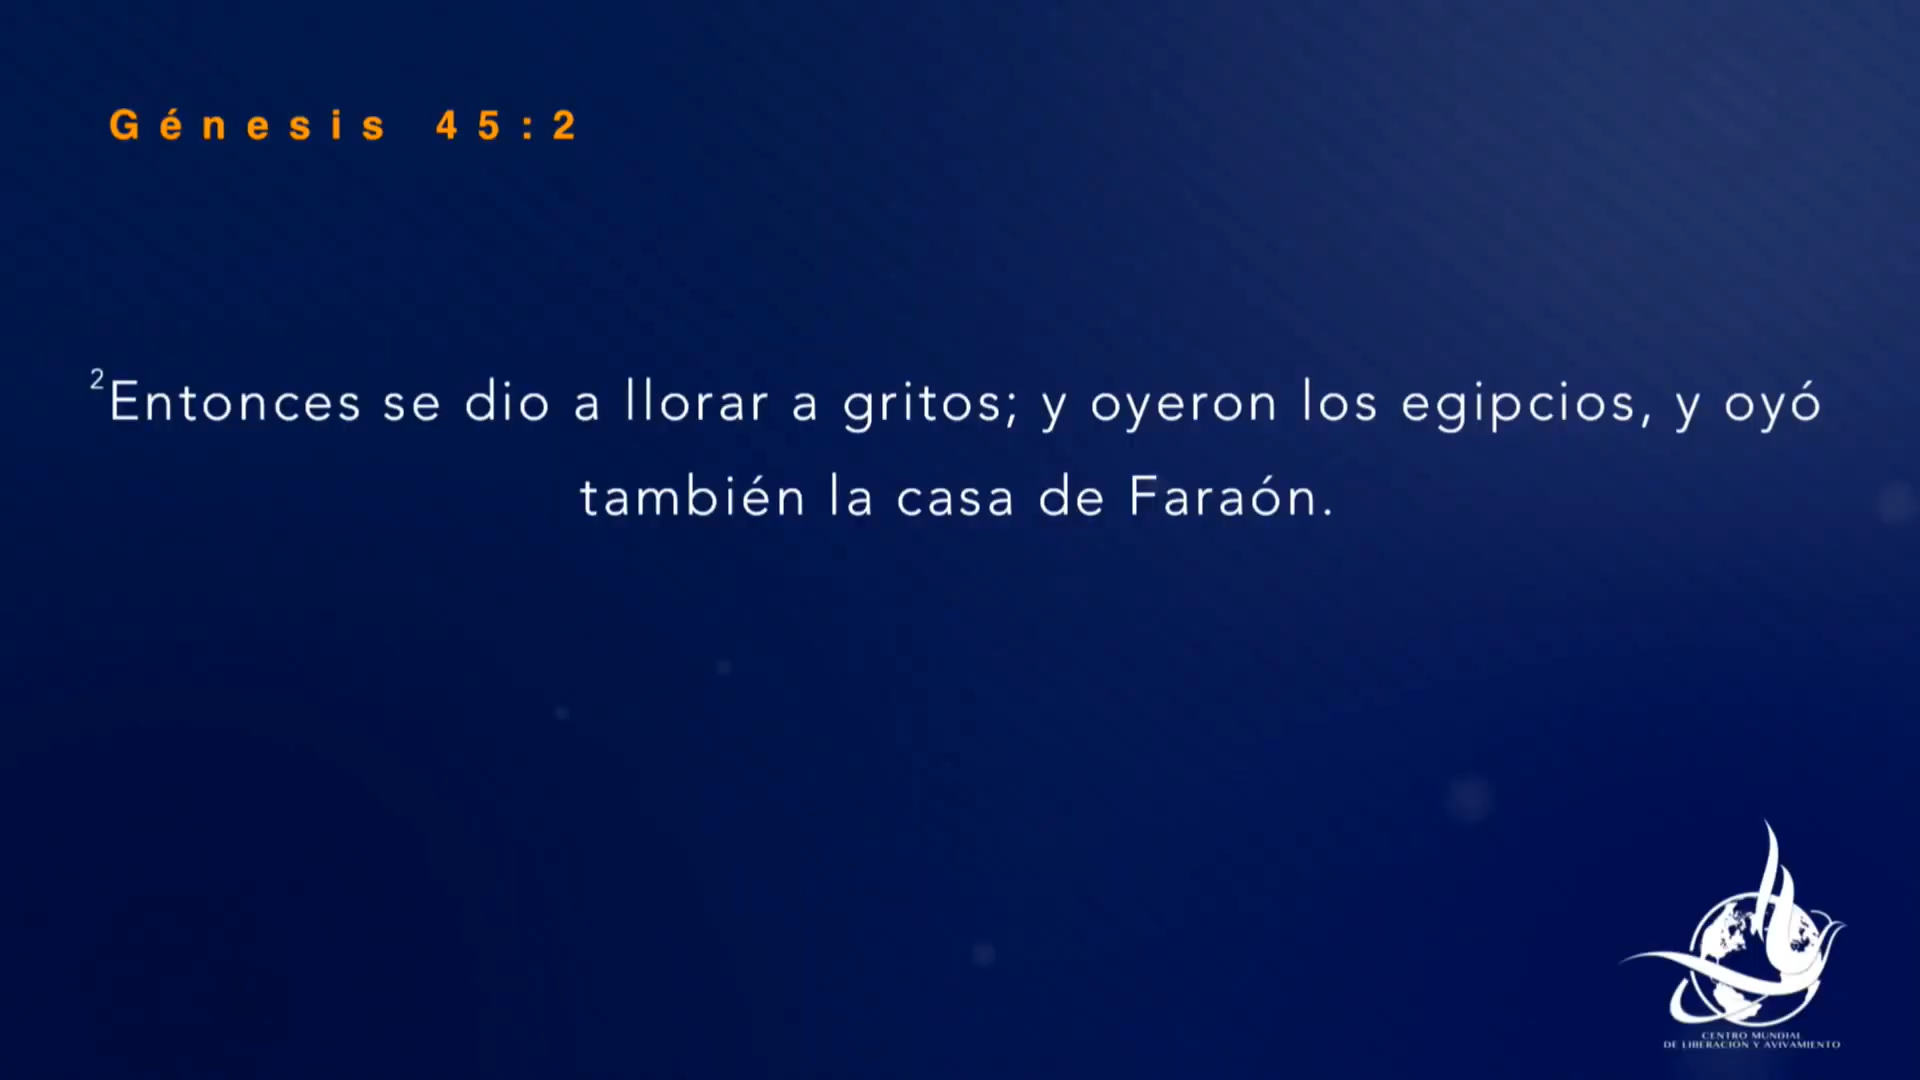 Génesis 45:2
²Entonces se dio a llorar a gritos; y oyeron los egipcios, y oyó
también la casa de Faraón.
CENTRO MUNDIAL
DE LIBERACION Y AVIVAMIENTO